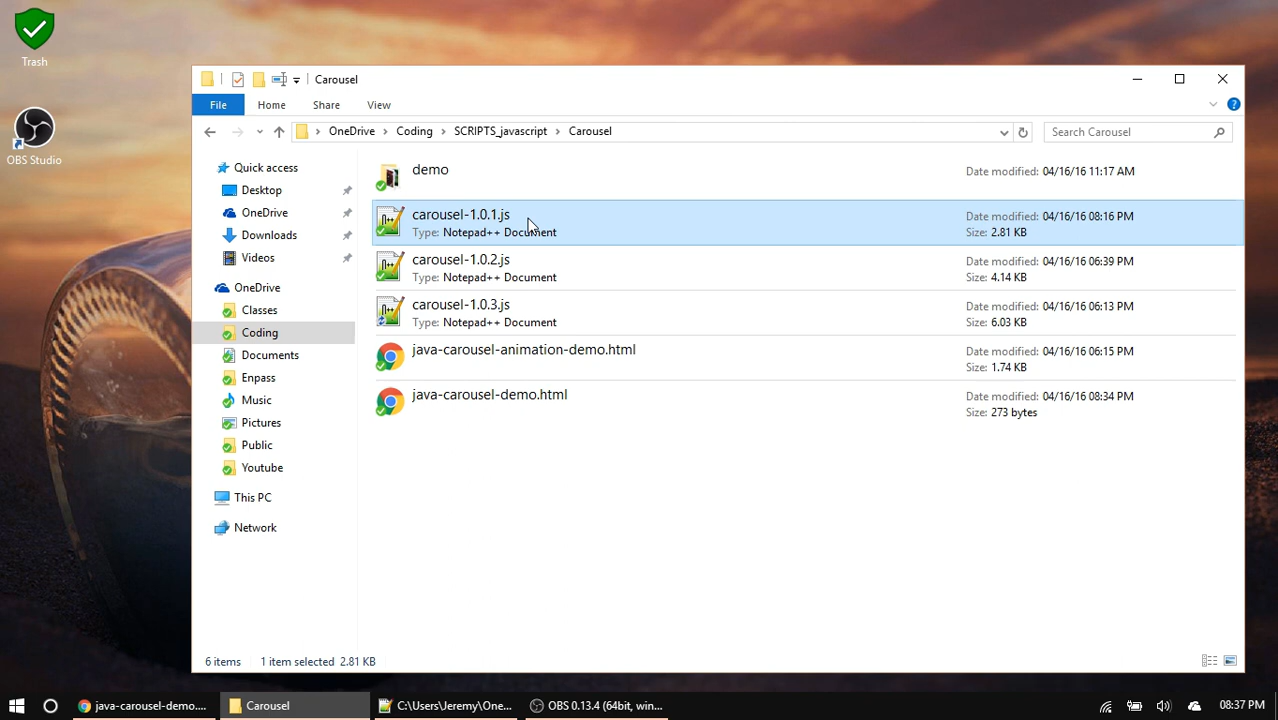 Trash
OBS Studio
Carousel
File Home Share View
OneDrive Coding SCRIPTS_javascript Carousel
Search Carousel
Quick access
Desktop
OneDrive
Downloads
Videos
OneDrive
Classes
Coding
Documents
Enpass
Music
Pictures
Public
Youtube
This PC
Network
demo
Date modified: 04/16/16 11:17 AM
carousel-1.0.1.js
Date modified: 04/16/16 08:16 PM
Type: Notepad++ Document
Size: 2.81 KB
carousel-1.0.2.js
Date modified: 04/16/16 06:39 PM
Type: Notepad++ Document
Size: 4.14 KB
carousel-1.0.3.js
Date modified: 04/16/16 06:13 PM
Type: Notepad++ Document
Size: 6.03 KB
java-carousel-animation-demo.html
Date modified: 04/16/16 06:15 PM
Size: 1.74 KB
java-carousel-demo.html
Date modified: 04/16/16 08:34 PM
Size: 273 bytes
6 items 1 item selected 2.81 KB
java-carousel-demo.... Carousel C:\Users\Jeremy\One... OBS 0.13.4 (64bit, win... 08:37 PM